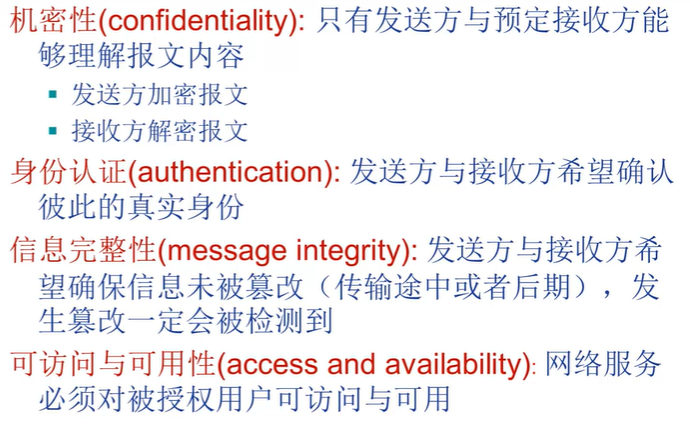 机密性(confidentiality): 只有发送方与预定接收方能
够理解报文内容
▪ 发送方加密报文
▪ 接收方解密报文
身份认证(authentication): 发送方与接收方希望确认
彼此的真实身份
信息完整性(message integrity): 发送方与接收方希
望确保信息未被篡改（传输途中或者后期），发
生篡改一定会被检测到
可访问与可用性(access and availability): 网络服务
必须对被授权用户可访问与可用